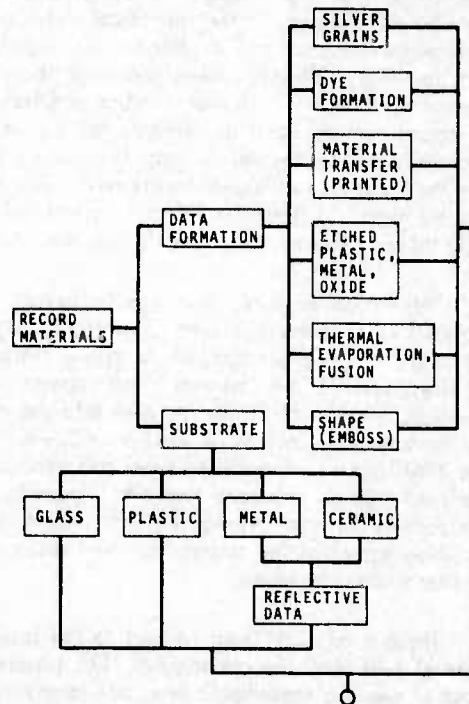 SILVER
GRAINS
DYE
FORMATION
MATERIAL
TRANSFER
(PRINTED)
DATA
FORMATION
ETCHED
PLASTIC,
METAL,
OXIDE
RECORD
MATERIALS
THERMAL
EVAPORATION,
FUSION
SUBSTRATE
SHAPE
(EMBOSS)
GLASS
PLASTIC
METAL
CERAMIC
REFLECTIVE
DATA